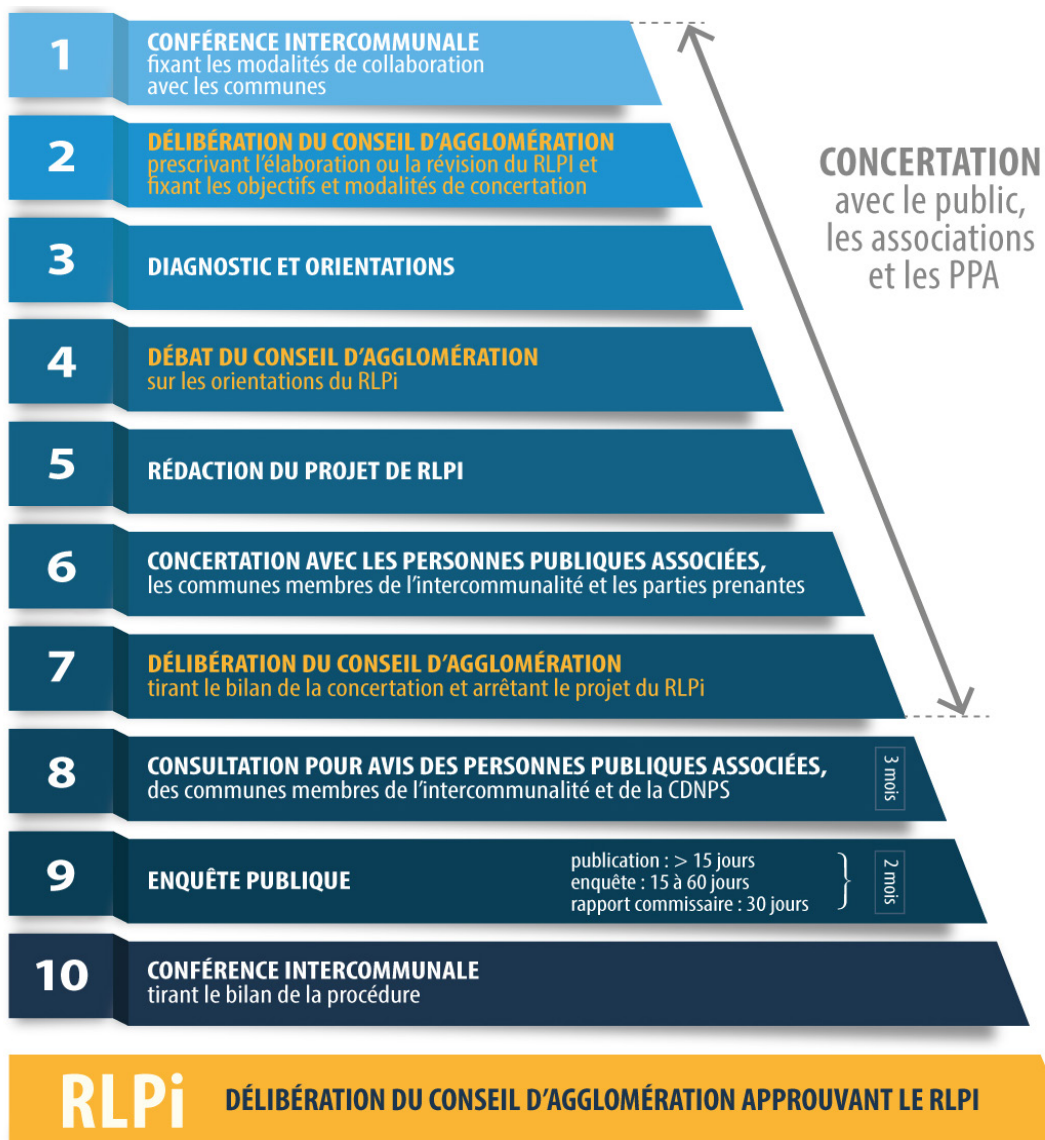 1
CONFÉRENCE INTERCOMMUNALE
fixant les modalités de collaboration
avec les communes
2
DÉLIBÉRATION DU CONSEIL D'AGGLOMÉRATION
prescrivant l'élaboration ou la révision du RLPI et
fixant les objectifs et modalités de concertation
3
DIAGNOSTIC ET ORIENTATIONS
4
DÉBAT DU CONSEIL D'AGGLOMÉRATION
sur les orientations du RLPi
5
RÉDACTION DU PROJET DE RLPI
6
CONCERTATION AVEC LES PERSONNES PUBLIQUES ASSOCIÉES,
les communes membres de l'intercommunalité et les parties prenantes
7
DÉLIBÉRATION DU CONSEIL D'AGGLOMÉRATION
tirant le bilan de la concertation et arrêtant le projet du RLPi
CONCERTATION
avec le public,
les associations
et les PPA
8
CONSULTATION POUR AVIS DES PERSONNES PUBLIQUES ASSOCIÉES,
des communes membres de l'intercommunalité et de la CDNPS
3 mois
9
ENQUÊTE PUBLIQUE
publication : > 15 jours
enquête : 15 à 60 jours
rapport commissaire : 30 jours
2 mois
10
CONFÉRENCE INTERCOMMUNALE
tirant le bilan de la procédure
RLPi DÉLIBÉRATION DU CONSEIL D'AGGLOMÉRATION APPROUVANT LE RLPI